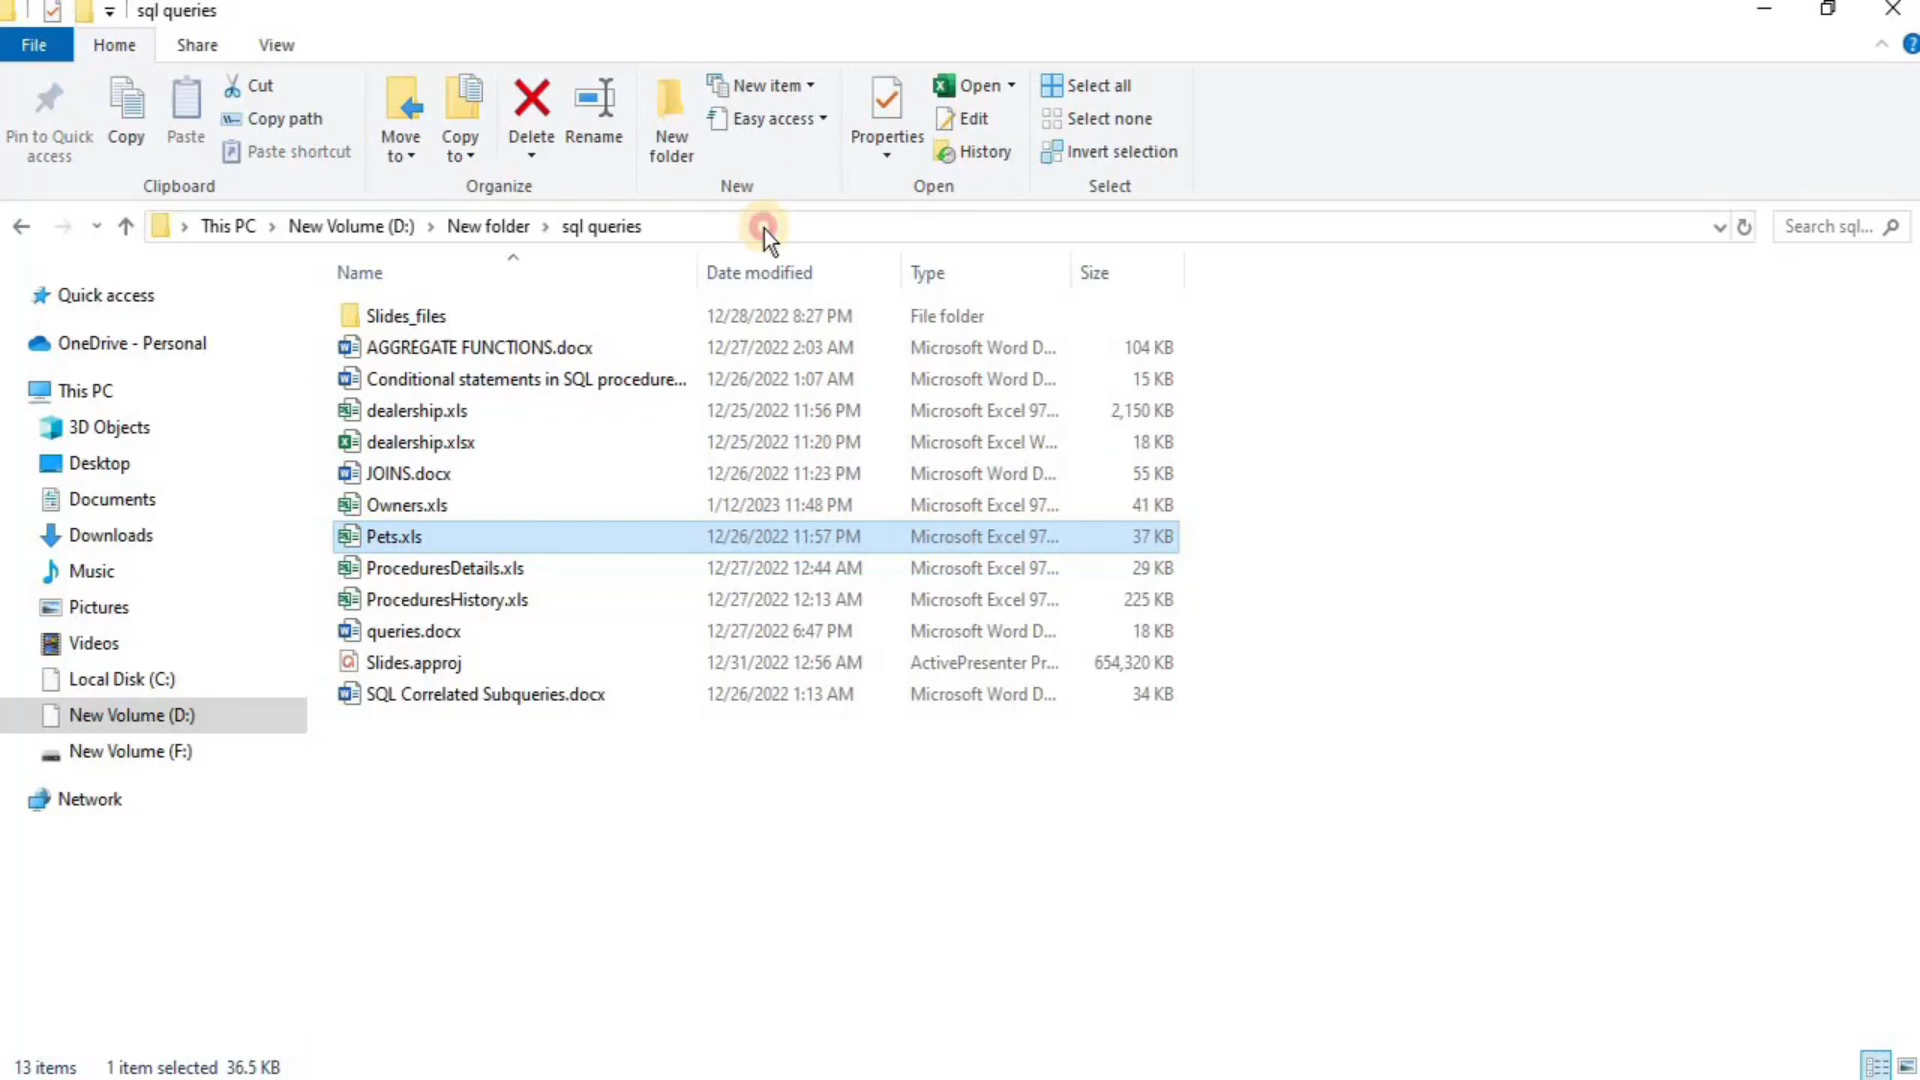 sql queries
File
Home
Share
View
Pin to Quick access
Copy
Paste
Cut
Copy path
Paste shortcut
Clipboard
Move to
Copy to
Delete
Rename
Organize
New folder
New item
Easy access
New
Properties
Open
Edit
History
Open
Select all
Select none
Invert selection
Select
This PC > New Volume (D:) > New folder > sql queries
Search sql...
Name Date modified Type Size
Quick access
OneDrive - Personal
This PC
3D Objects
Desktop
Documents
Downloads
Music
Pictures
Videos
Local Disk (C:)
New Volume (D:)
New Volume (F:)
Network
Slides_files 12/28/2022 8:27 PM File folder
AGGREGATE FUNCTIONS.docx 12/27/2022 2:03 AM Microsoft Word D... 104 KB
Conditional statements in SQL procedure... 12/26/2022 1:07 AM Microsoft Word D... 15 KB
dealership.xls 12/25/2022 11:56 PM Microsoft Excel 97... 2,150 KB
dealership.xlsx 12/25/2022 11:20 PM Microsoft Excel W... 18 KB
JOINS.docx 12/26/2022 11:23 PM Microsoft Word D... 55 KB
Owners.xls 1/12/2023 11:48 PM Microsoft Excel 97... 41 KB
Pets.xls 12/26/2022 11:57 PM Microsoft Excel 97... 37 KB
ProceduresDetails.xls 12/27/2022 12:44 AM Microsoft Excel 97... 29 KB
ProceduresHistory.xls 12/27/2022 12:13 AM Microsoft Excel 97... 225 KB
queries.docx 12/27/2022 6:47 PM Microsoft Word D... 18 KB
Slides.approj 12/31/2022 12:56 AM ActivePresenter Pr... 654,320 KB
SQL Correlated Subqueries.docx 12/26/2022 1:13 AM Microsoft Word D... 34 KB
13 items 1 item selected 36.5 KB